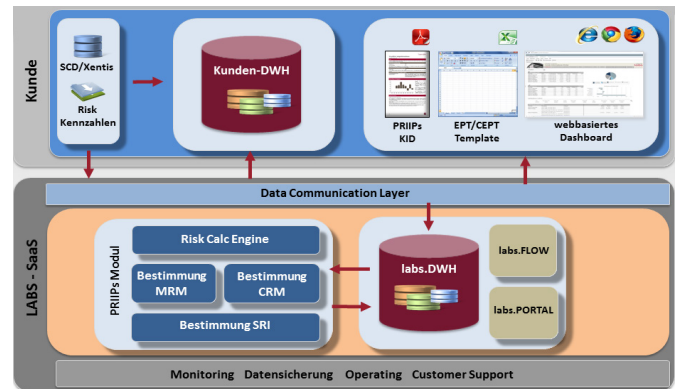 Kunde
SCD/Xentis
Risk
Kennzahlen
Kunden-DWH
PRIIPs
KID
EPT/CEPT
Template
webbasiertes
Dashboard
Data Communication Layer
LABS - SaaS
PRIIPs Modul
Risk Calc Engine
Bestimmung
MRM
Bestimmung
CRM
Bestimmung SRI
labs.DWH
labs.FLOW
labs.PORTAL
Monitoring Datensicherung Operating Customer Support